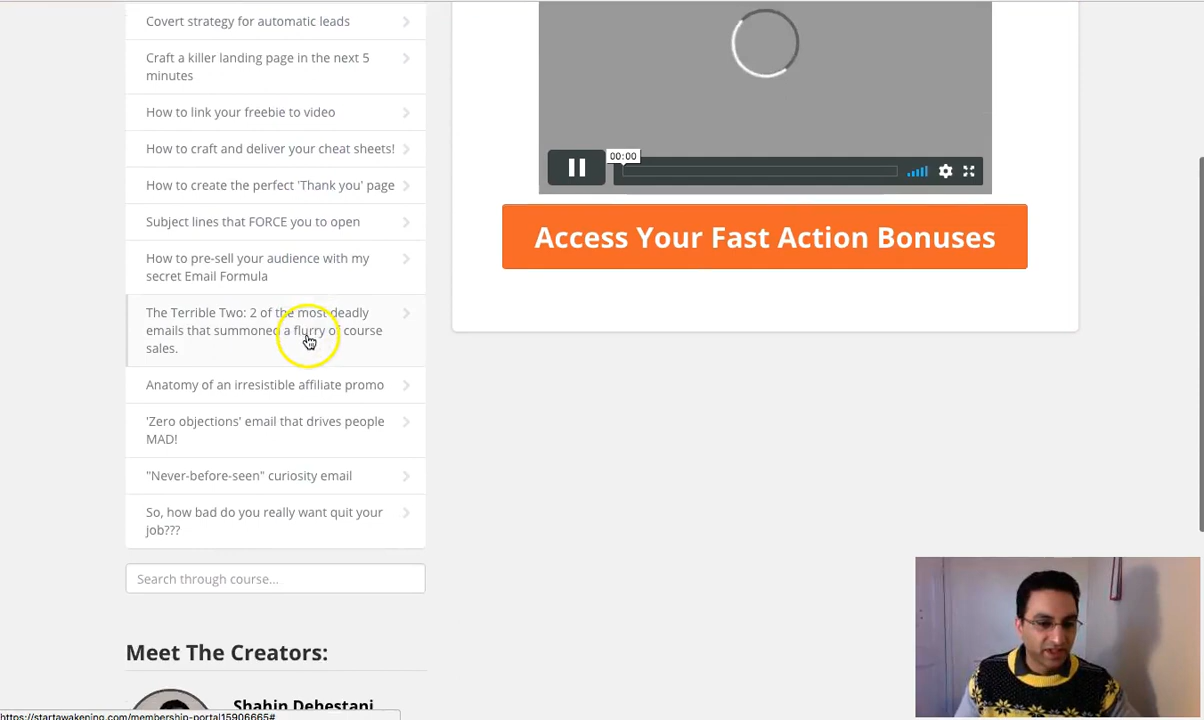 Covert strategy for automatic leads
Craft a killer landing page in the next 5
minutes
How to link your freebie to video
How to craft and deliver your cheat sheets!
How to create the perfect 'Thank you' page
Subject lines that FORCE you to open
How to pre-sell your audience with my
secret Email Formula
The Terrible Two: 2 of the most deadly
emails that summoned a flurry of course
sales.
Anatomy of an irresistible affiliate promo
'Zero objections' email that drives people
MAD!
"Never-before-seen" curiosity email
So, how bad do you really want quit your
job???
Search through course...
Meet The Creators:
Shahin Dehestani
https://startawakening.com/membership-portal15906665#
00:00
Access Your Fast Action Bonuses